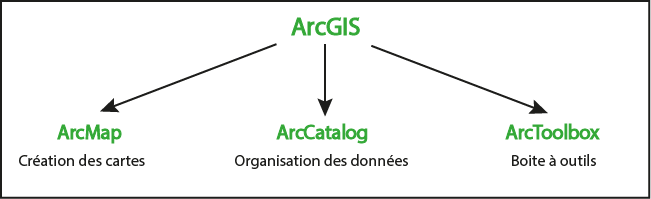 ArcGIS
ArcMap
Création des cartes
ArcCatalog
Organisation des données
ArcToolbox
Boite à outils